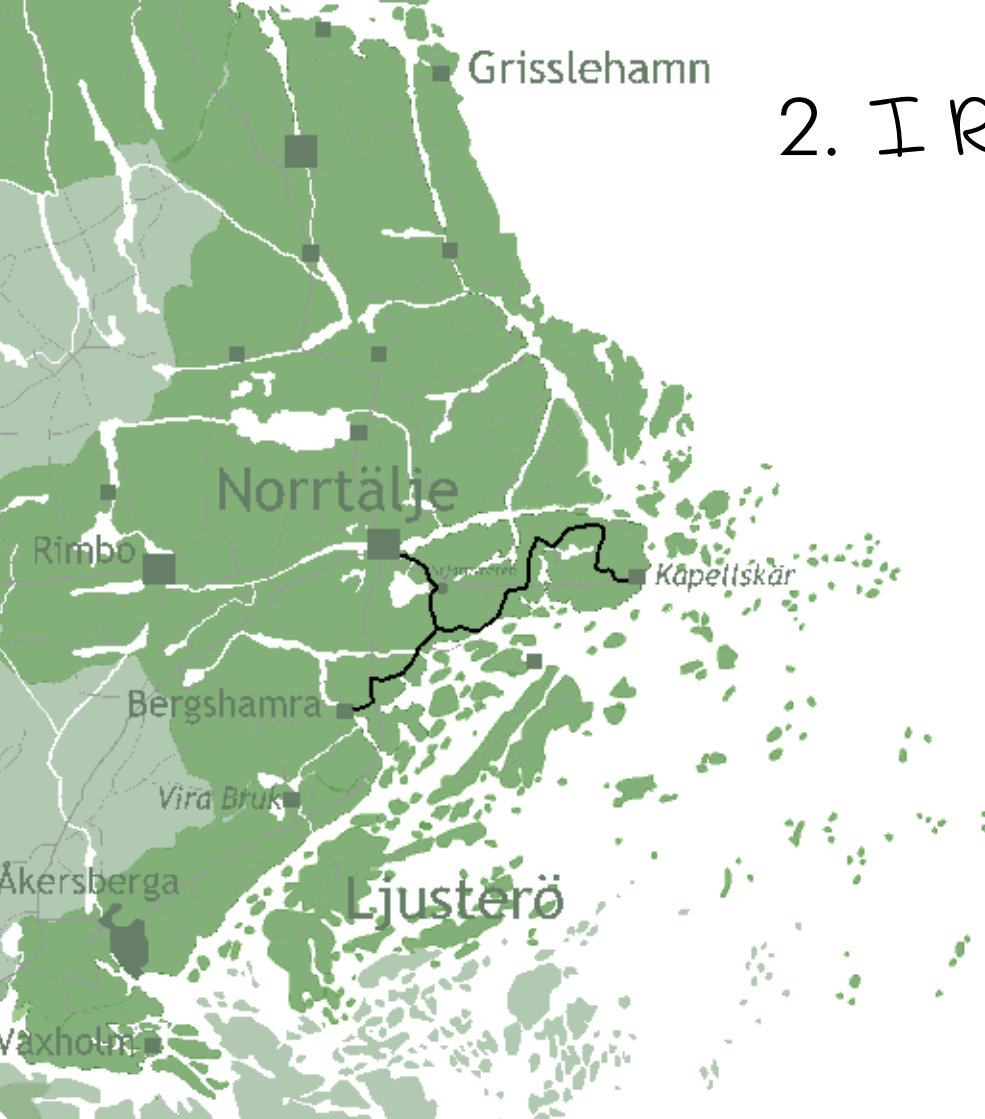 Grisslehamn
2. I R
Norrtälje
Rimbo
Kapellskär
Bergshamra
Vira Bruk
Åkersberga
Ljusterö
Vaxholm